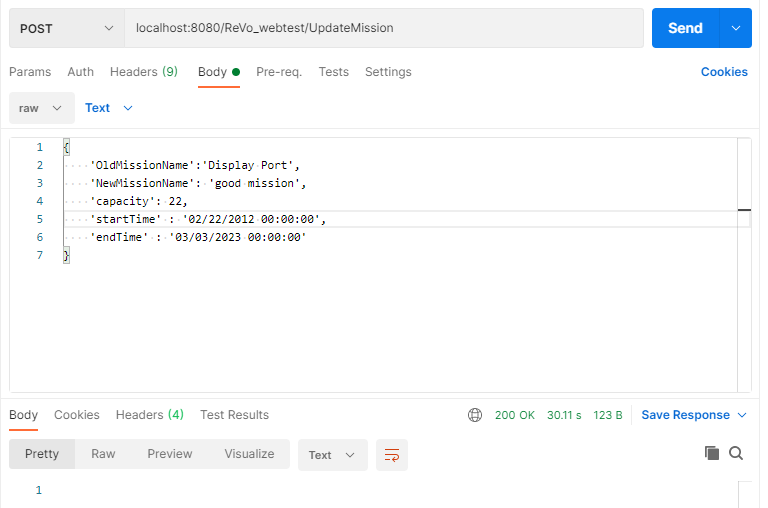 POST localhost:8080/ReVo_webtest/UpdateMission Send
Params Auth Headers (9) Body Pre-req. Tests Settings Cookies
raw Text
1 {
2 'OldMissionName':'Display Port',
3 'NewMissionName': 'good mission',
4 'capacity': 22,
5 'startTime' : '02/22/2012 00:00:00',
6 'endTime' : '03/03/2023 00:00:00'
7 }
Body Cookies Headers (4) Test Results 200 OK 30.11 s 123 B Save Response
Pretty Raw Preview Visualize Text
1